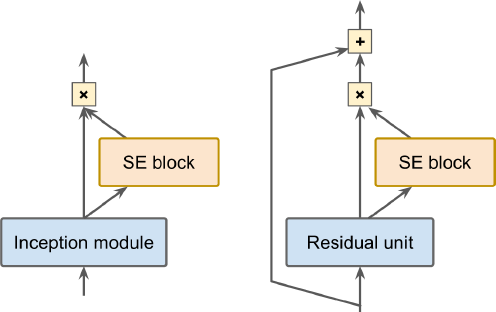 +
×
×
SE block
SE block
Inception module
Residual unit